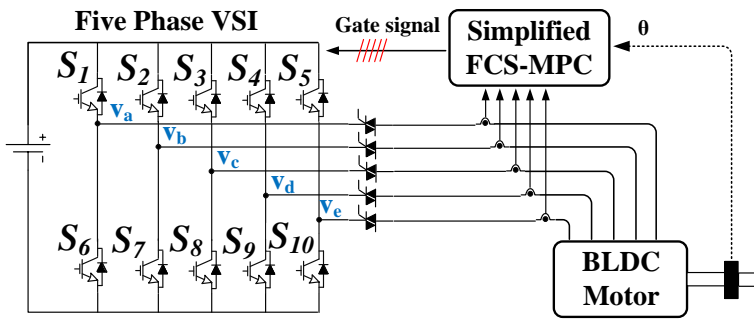 Five Phase VSI
Gate signal
Simplified
FCS-MPC
θ
S1
S2
S3
S4
S5
va
vb
vc
vd
ve
+
-
S6
S7
S8
S9
S10
BLDC
Motor